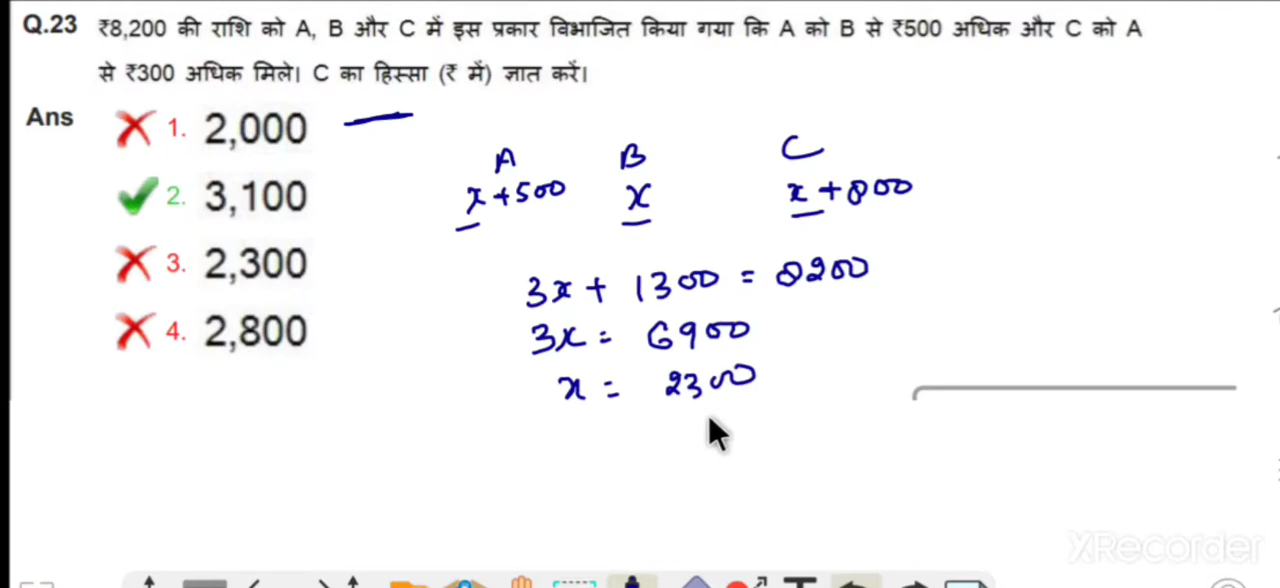 Q.23 ₹8,200 की राशि को A, B और C में इस प्रकार विभाजित किया गया कि A को B से ₹500 अधिक और C को A
से ₹300 अधिक मिले। C का हिस्सा (₹ में) ज्ञात करें।
Ans
1. 2,000
2. 3,100
3. 2,300
4. 2,800
A B C
x+500 x x+800
3x + 1300 = 8200
3x = 6900
x = 2300
XRecorder